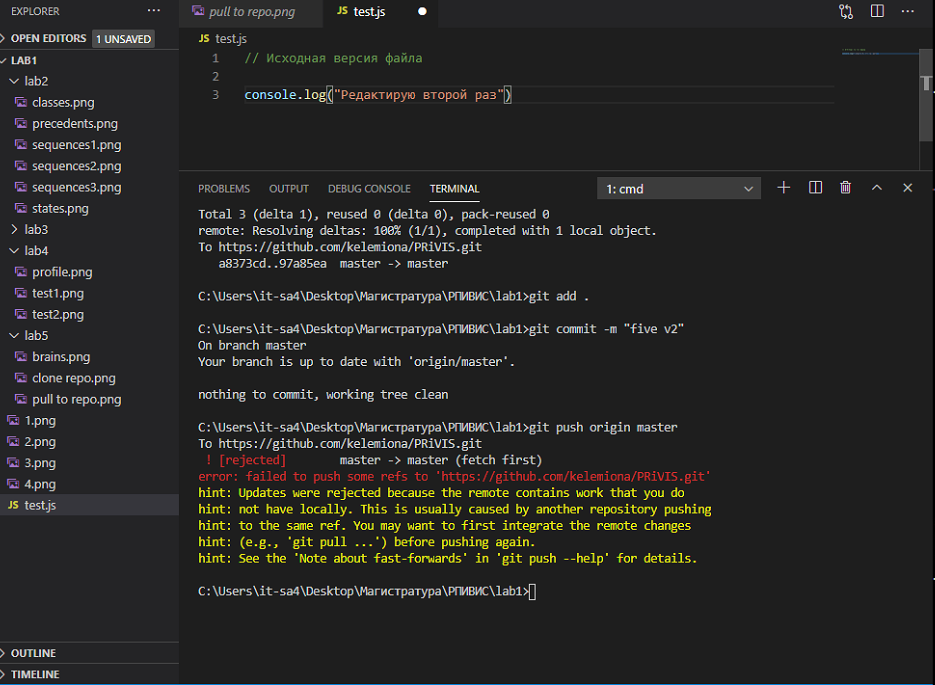 EXPLORER
OPEN EDITORS 1 UNSAVED
LAB1
lab2
classes.png
precedents.png
sequences1.png
sequences2.png
sequences3.png
states.png
lab3
lab4
profile.png
test1.png
test2.png
lab5
brains.png
clone repo.png
pull to repo.png
1.png
2.png
3.png
4.png
JS test.js
OUTLINE
TIMELINE
pull to repo.png JS test.js
JS test.js
1 // Исходная версия файла
2
3 console.log("Редактирую второй раз")
PROBLEMS OUTPUT DEBUG CONSOLE TERMINAL 1: cmd
Total 3 (delta 1), reused 0 (delta 0), pack-reused 0
remote: Resolving deltas: 100% (1/1), completed with 1 local object.
To https://github.com/kelemiona/PRiVIS.git
a8373cd..97a85ea master -> master
C:\Users\it-sa4\Desktop\Магистратура\РПИВИС\lab1>git add .
C:\Users\it-sa4\Desktop\Магистратура\РПИВИС\lab1>git commit -m "five v2"
On branch master
Your branch is up to date with 'origin/master'.
nothing to commit, working tree clean
C:\Users\it-sa4\Desktop\Магистратура\РПИВИС\lab1>git push origin master
To https://github.com/kelemiona/PRiVIS.git
! [rejected] master -> master (fetch first)
error: failed to push some refs to 'https://github.com/kelemiona/PRiVIS.git'
hint: Updates were rejected because the remote contains work that you do
hint: not have locally. This is usually caused by another repository pushing
hint: to the same ref. You may want to first integrate the remote changes
hint: (e.g., 'git pull ...') before pushing again.
hint: See the 'Note about fast-forwards' in 'git push --help' for details.
C:\Users\it-sa4\Desktop\Магистратура\РПИВИС\lab1>